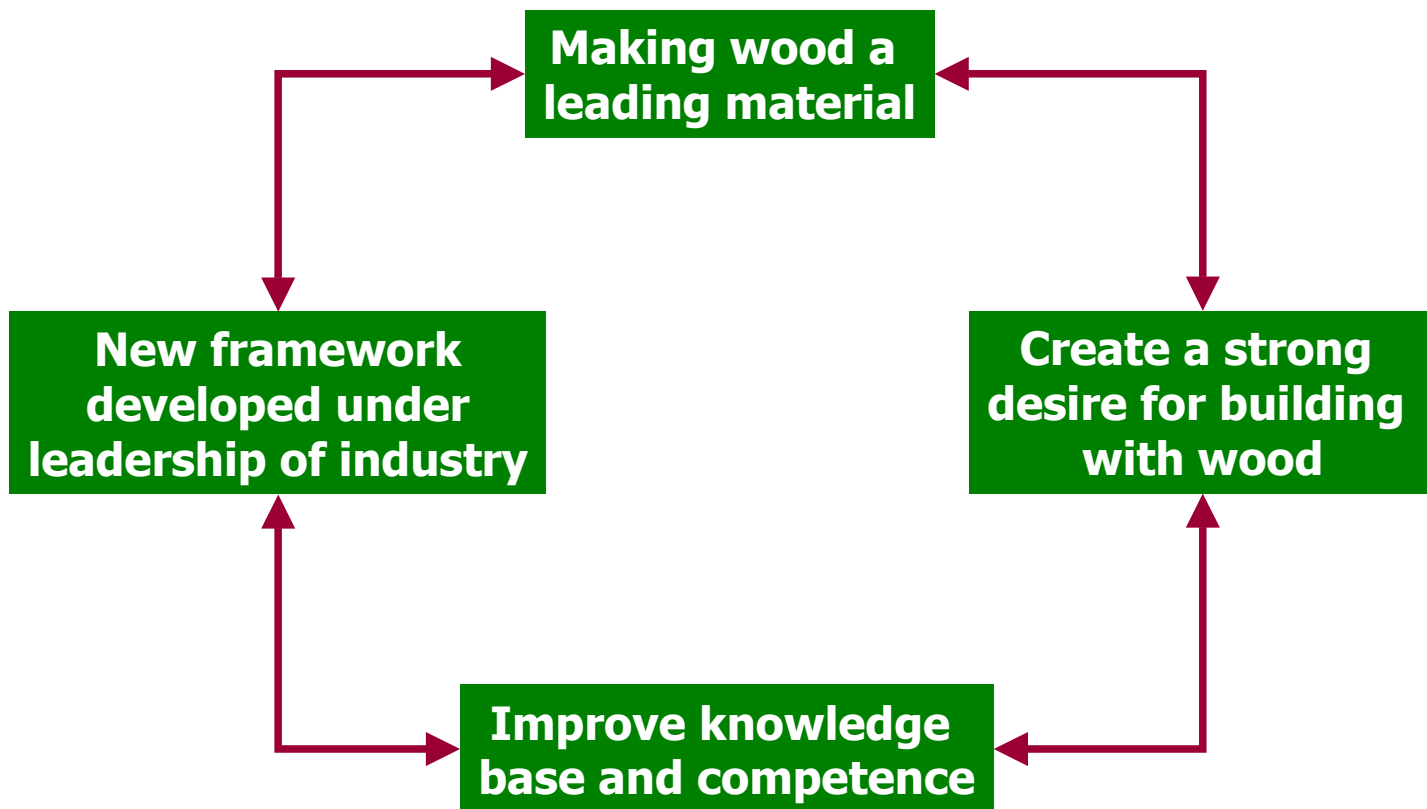 Making wood a
leading material
New framework
developed under
leadership of industry
Create a strong
desire for building
with wood
Improve knowledge
base and competence